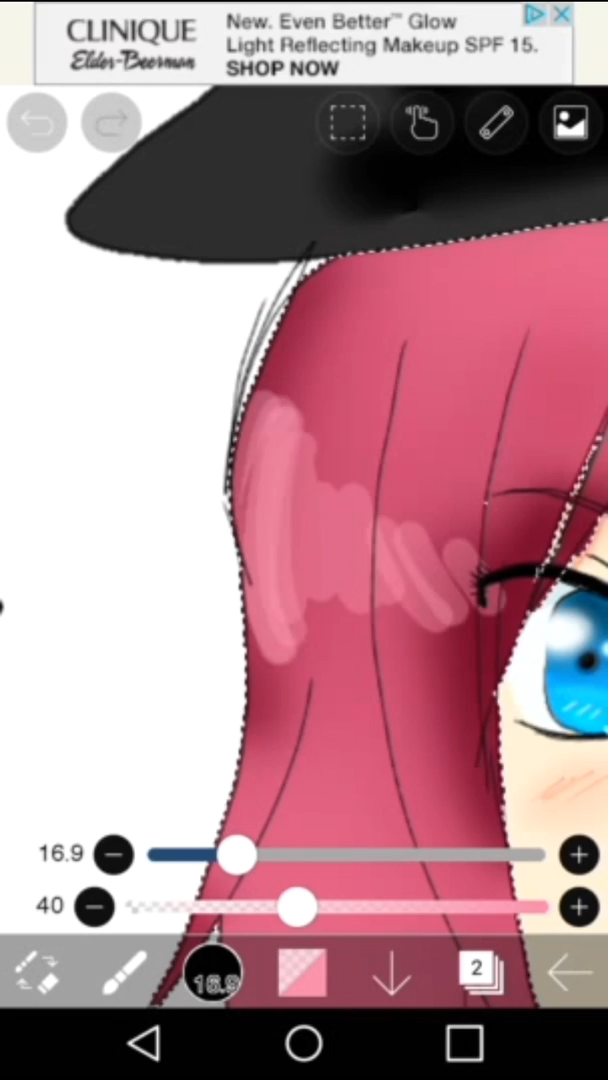 CLINIQUE
Elder-Beerman
New. Even Better™ Glow
Light Reflecting Makeup SPF 15.
SHOP NOW
16.9
40
16.9
2